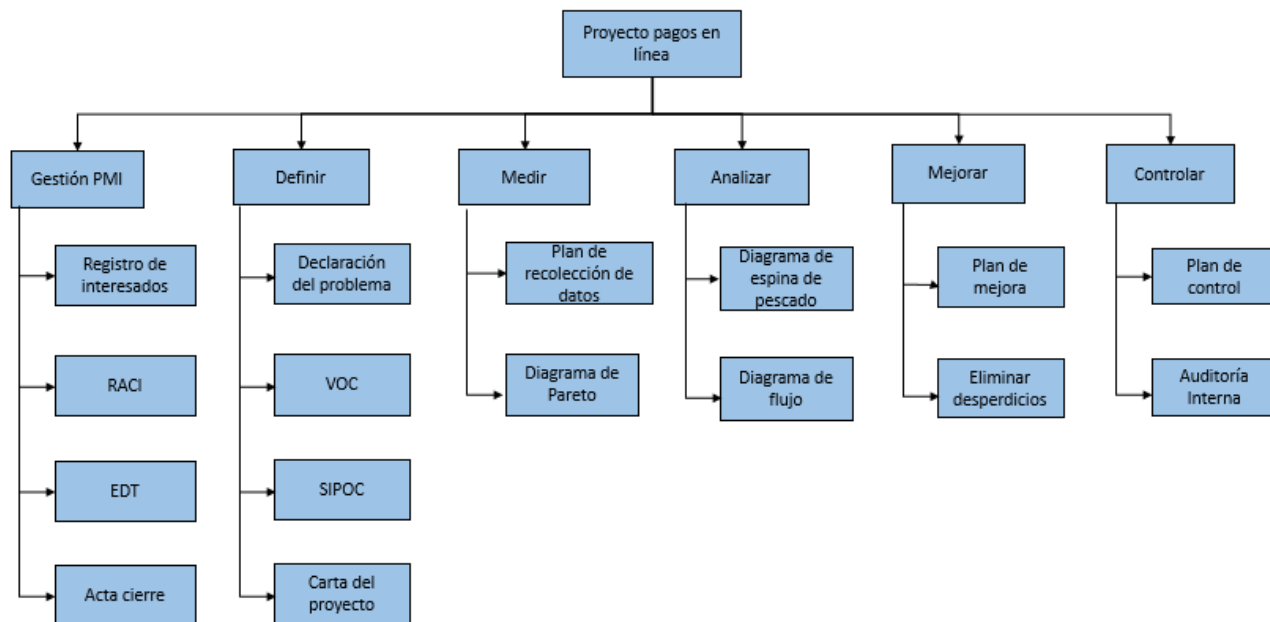 Proyecto pagos en
línea
Gestión PMI
Definir
Medir
Analizar
Mejorar
Controlar
Registro de
interesados
Declaración
del problema
Plan de
recolección de
datos
Diagrama de
espina de
pescado
Plan de
mejora
Plan de
control
RACI
VOC
Diagrama de
Pareto
Diagrama de
flujo
Eliminar
desperdicios
Auditoría
Interna
EDT
SIPOC
Acta cierre
Carta del
proyecto